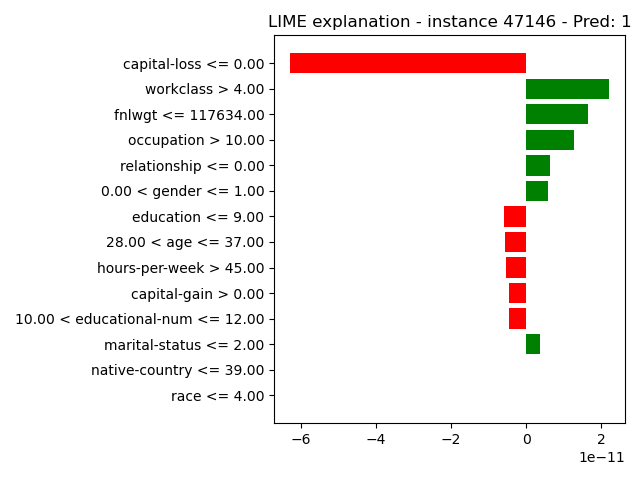 LIME explanation - instance 47146 - Pred: 1
capital-loss <= 0.00
workclass > 4.00
fnlwgt <= 117634.00
occupation > 10.00
relationship <= 0.00
0.00 < gender <= 1.00
education <= 9.00
28.00 < age <= 37.00
hours-per-week > 45.00
capital-gain > 0.00
10.00 < educational-num <= 12.00
marital-status <= 2.00
native-country <= 39.00
race <= 4.00
−6 −4 −2 0 2
1e−11